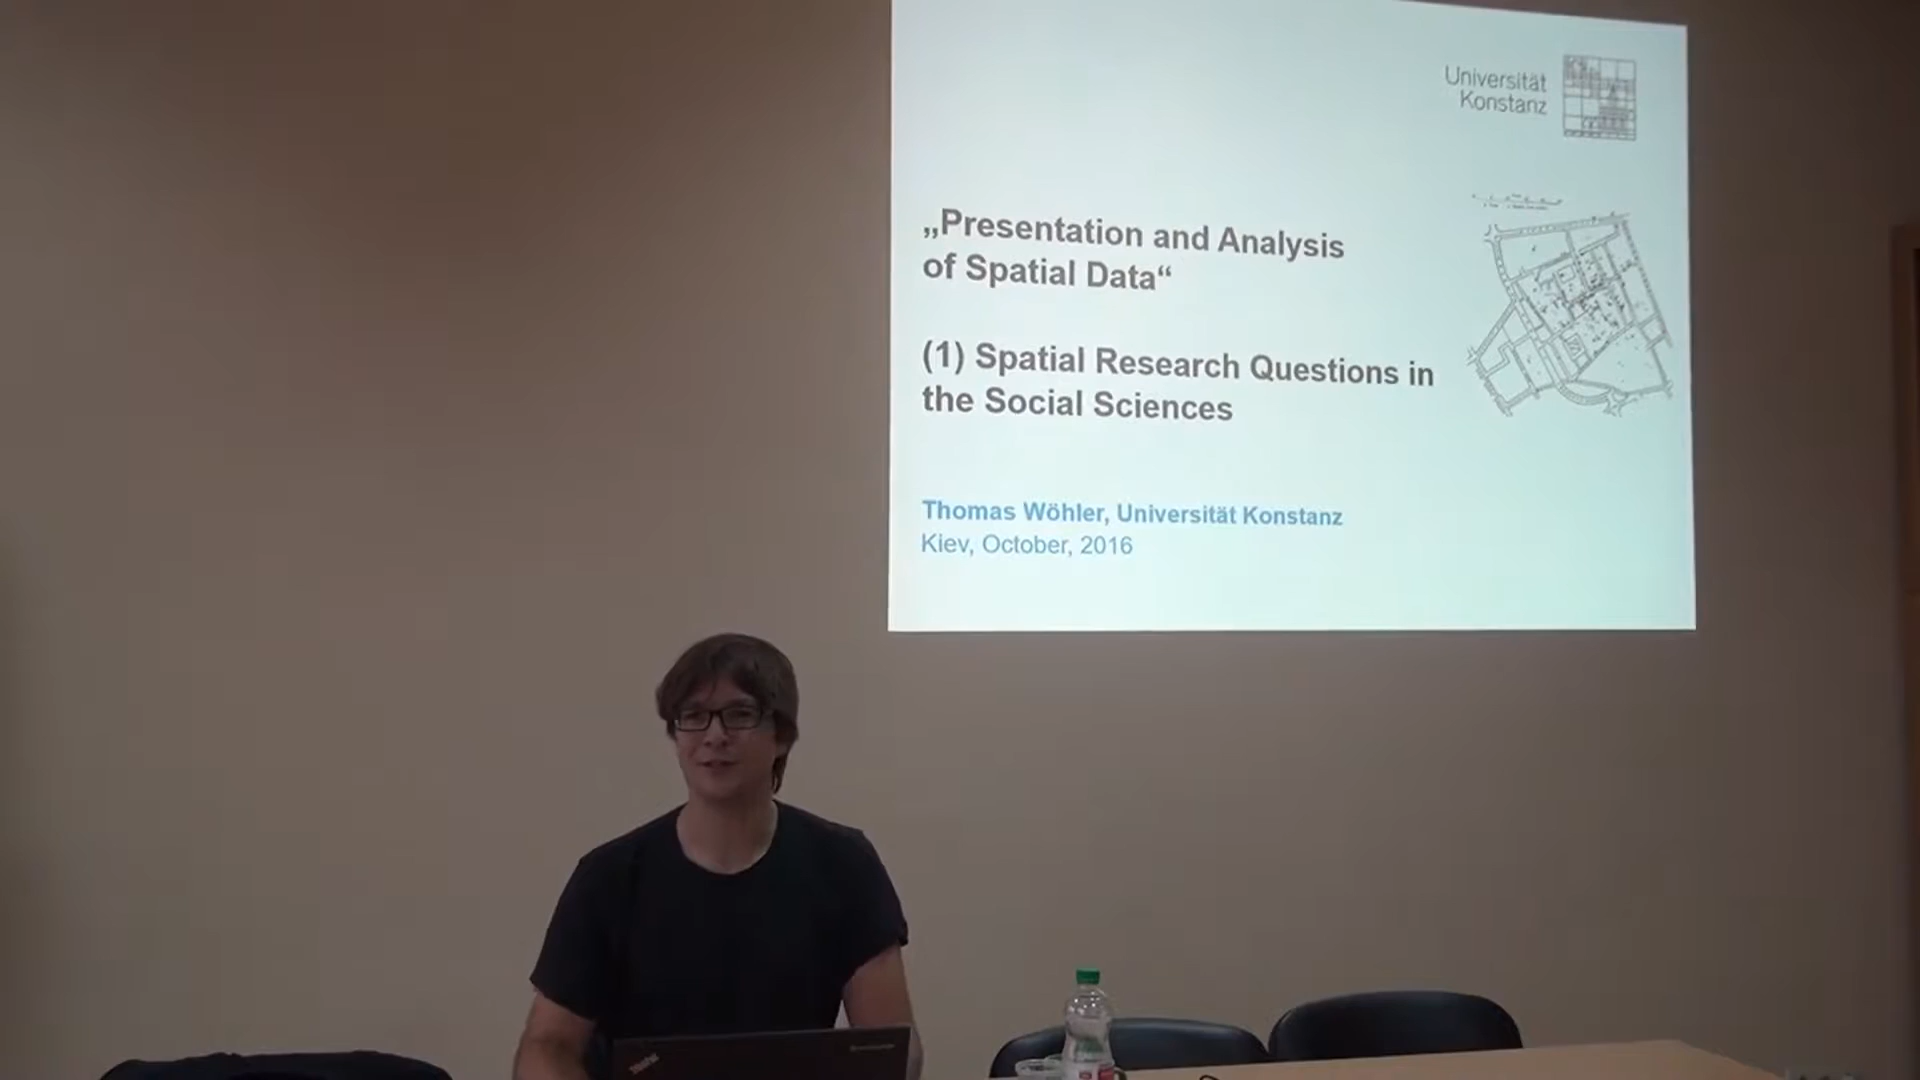 Universität
Konstanz
„Presentation and Analysis
of Spatial Data“
(1) Spatial Research Questions in
the Social Sciences
Thomas Wöhler, Universität Konstanz
Kiev, October, 2016
ThinkPad